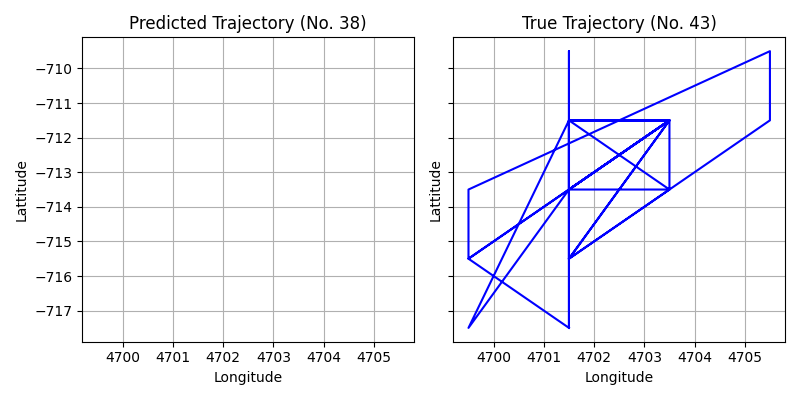 Predicted Trajectory (No. 38)
True Trajectory (No. 43)
−710
−711
−712
−713
−714
−715
−716
−717
Lattitude
Lattitude
4700 4701 4702 4703 4704 4705
4700 4701 4702 4703 4704 4705
Longitude
Longitude